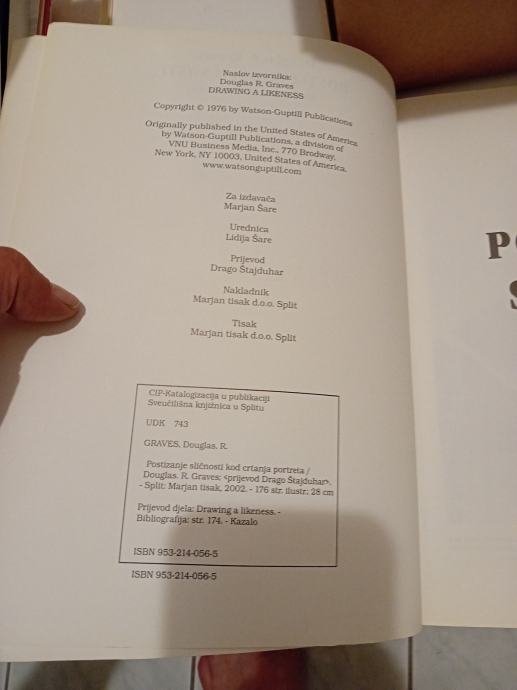 Naslov izvornika:
Douglas R. Graves
DRAWING A LIKENESS
Copyright © 1976 by Watson-Guptill Publications
Originally published in the United States of America
by Watson-Guptill Publications, a division of
VNU Business Media, Inc., 770 Brodway,
New York, NY 10003, United States of America,
www.watsonguptill.com
Za izdavača
Marjan Šare
Urednica
Lidija Šare
Prijevod
Drago Štajduhar
Nakladnik
Marjan tisak d.o.o. Split
Tisak
Marjan tisak d.o.o. Split
CIP-Katalogizacija u publikaciji
Sveučilišna knjižnica u Splitu
UDK 743
GRAVES, Douglas, R.
Postizanje sličnosti kod crtanja portreta /
Douglas. R. Graves; <prijevod Drago Štajduhar>.
- Split: Marjan tisak, 2002. - 176 str. ilustr.; 28 cm
Prijevod djela: Drawing a likeness. -
Bibliografija: str. 174. - Kazalo
ISBN 953-214-056-5
ISBN 953-214-056-5